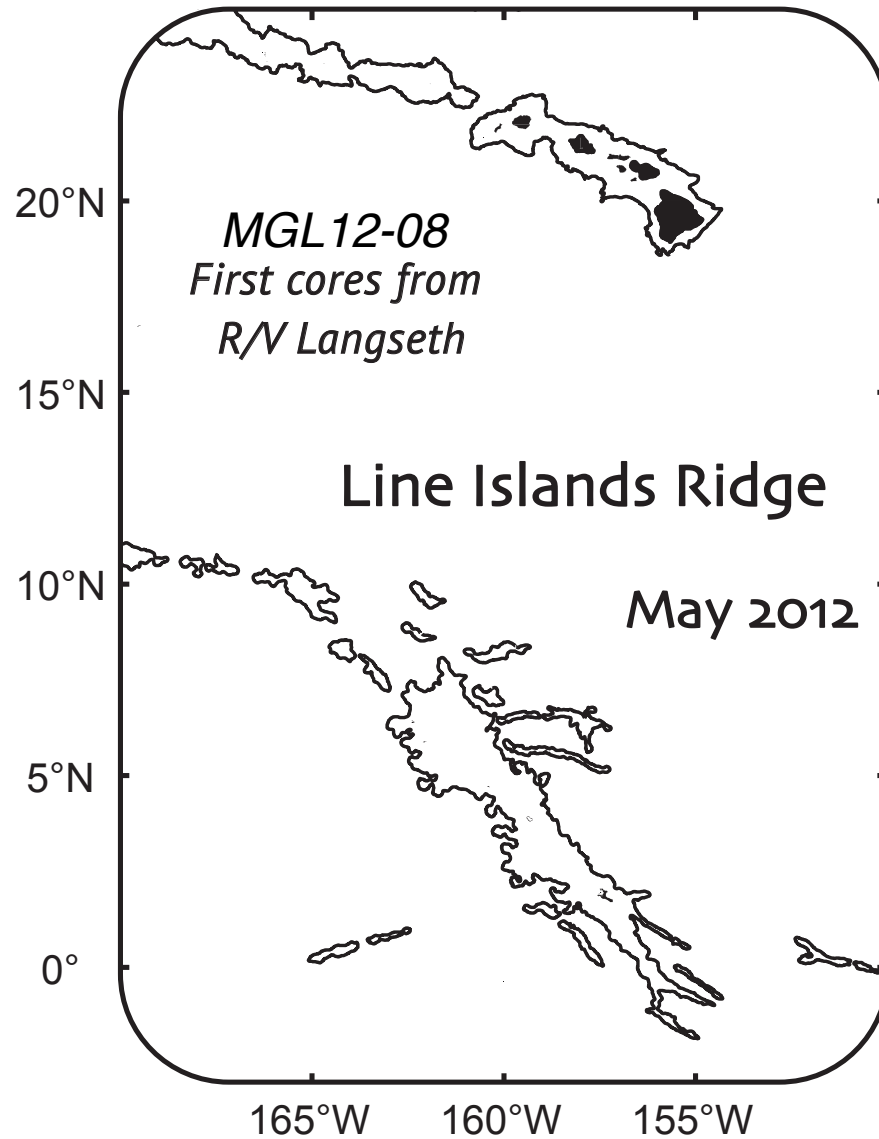 20°N
MGL12-08
First cores from
R/V Langseth
15°N
Line Islands Ridge
10°N
May 2012
5°N
0°
165°W 160°W 155°W